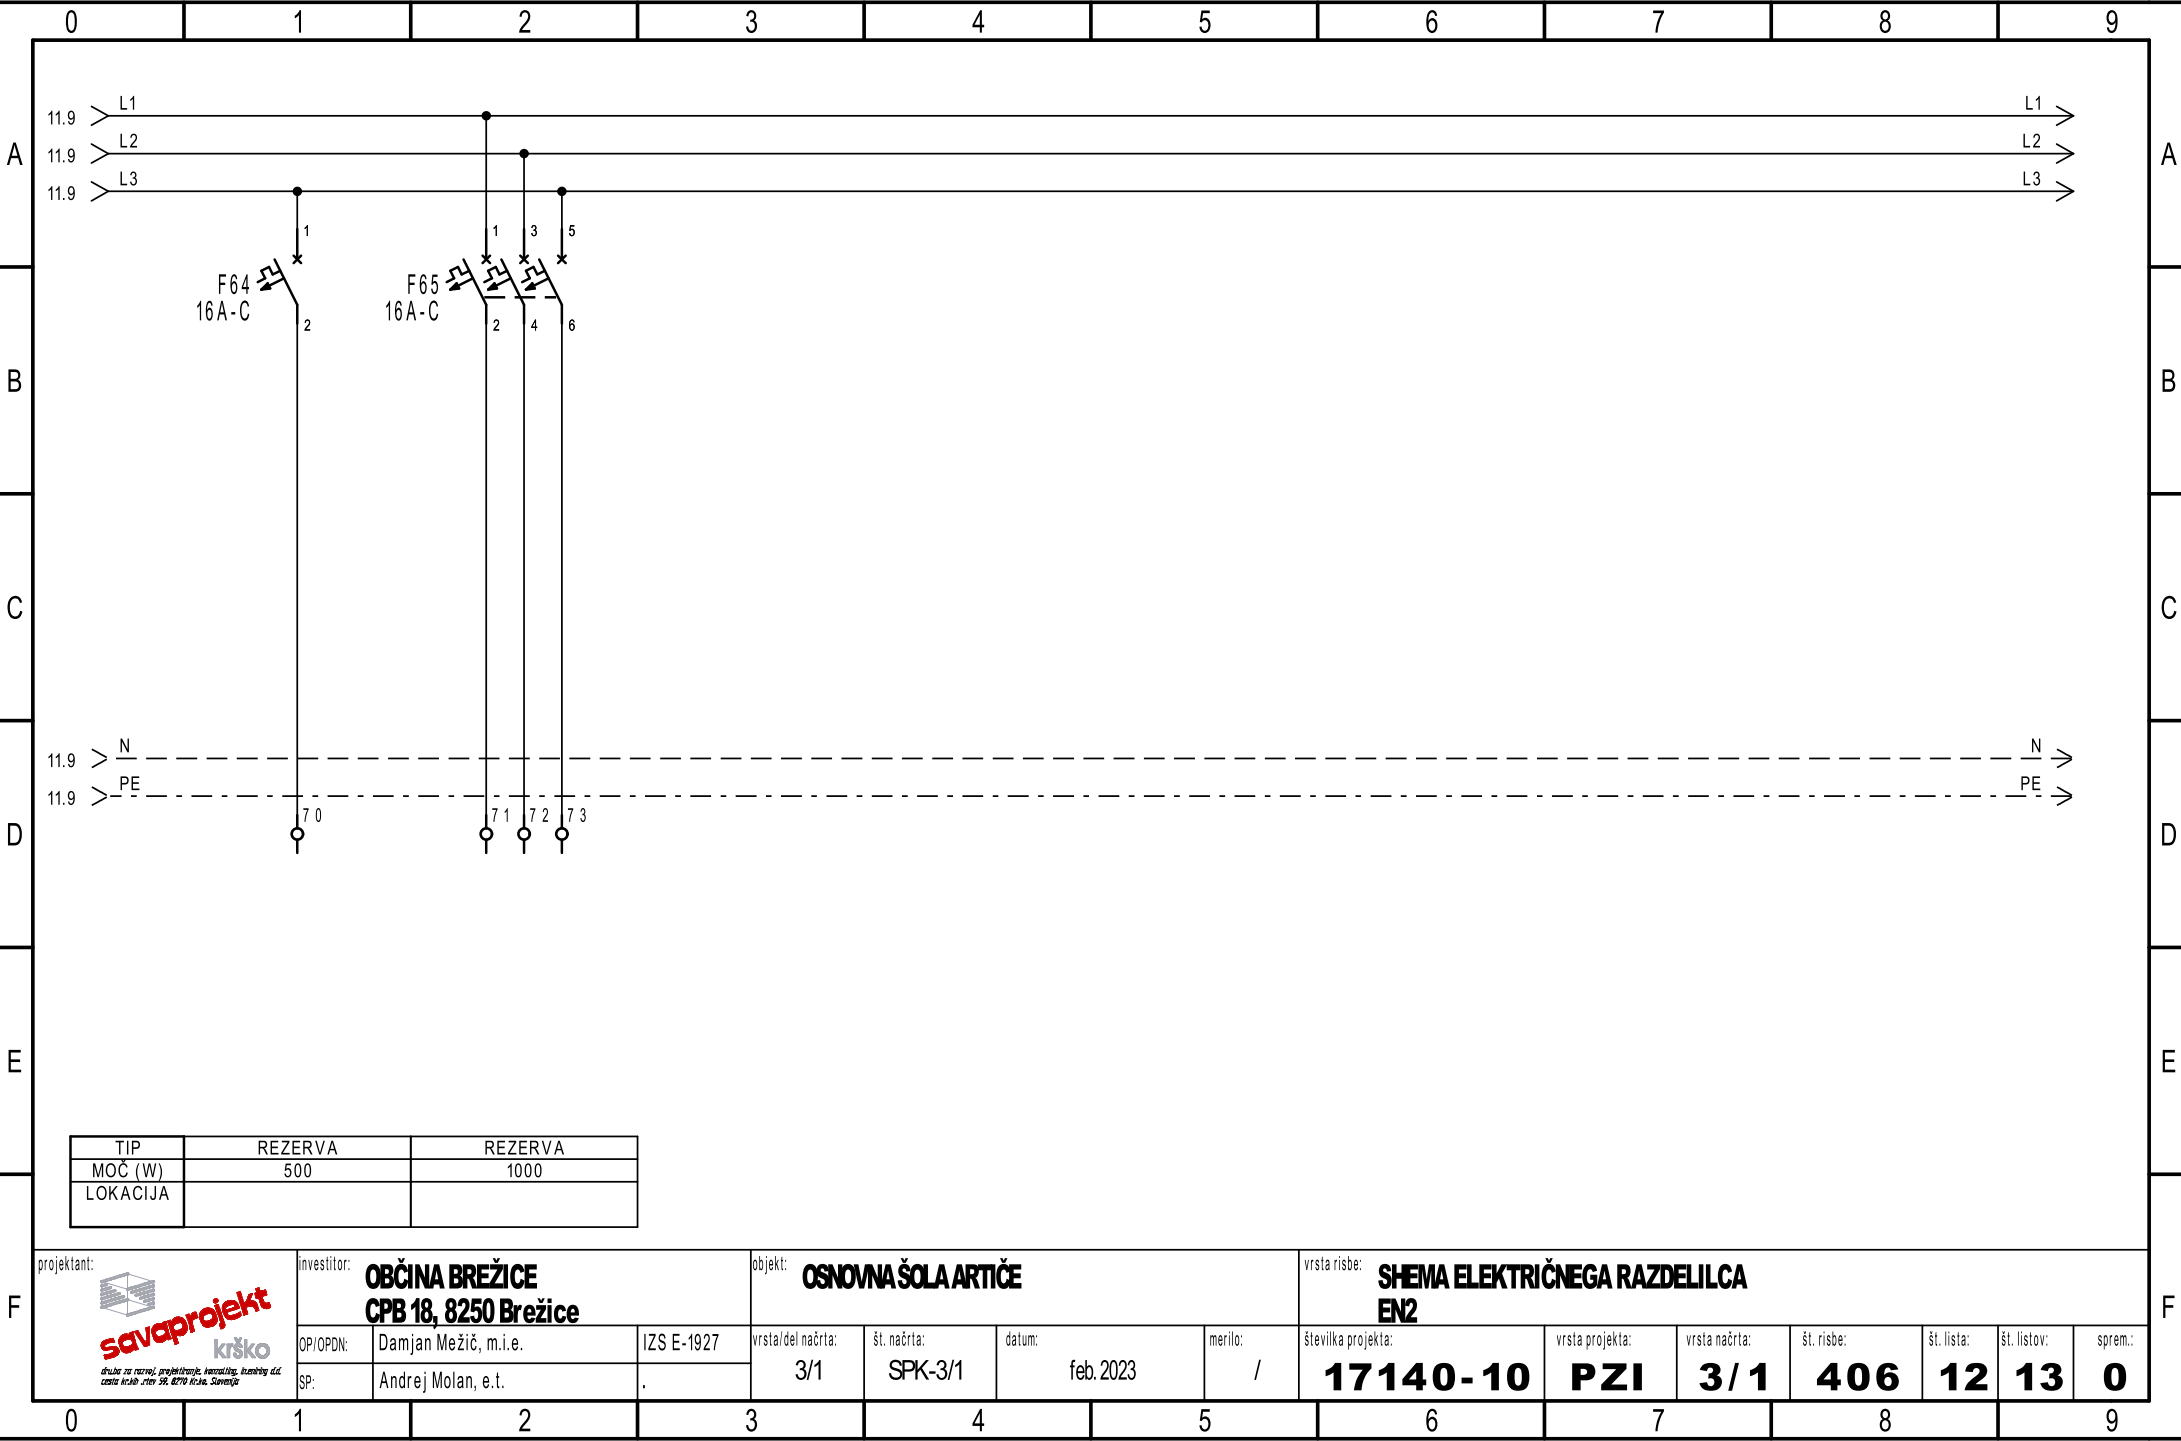 0 1 2 3 4 5 6 7 8 9
11.9 L1 L1
11.9 L2 L2
A A
11.9 L3 L3
1 1 3 5
F64 F65
16A-C 16A-C
2 2 4 6
B B
C C
11.9 N N
11.9 PE PE
70 71 72 73
D D
E E
TIP REZERVA REZERVA
MOČ (W) 500 1000
LOKACIJA
projektant:
savaprojekt
krško
investitor: OBČINA BREŽICE
CPB 18, 8250 Brežice
objekt: OSNOVNA ŠOLA ARTIČE
vrsta risbe: SHEMA ELEKTRIČNEGA RAZDELILCA
EN2
F F
OP/OPDN: Damjan Mežič, m.i.e. IZS E-1927
SP: Andrej Molan, e.t. .
vrsta/del načrta: 3/1
št. načrta: SPK-3/1
datum: feb. 2023
merilo: /
številka projekta: 17140-10
vrsta projekta: PZI
vrsta načrta: 3/1
št. risbe: 406
št. lista: 12
št. listov: 13
sprem.: 0
0 1 2 3 4 5 6 7 8 9